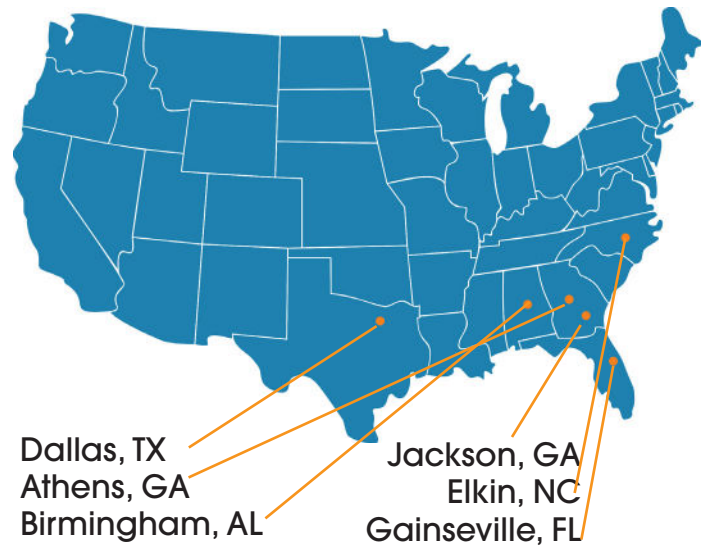 Dallas, TX
Athens, GA
Birmingham, AL
Jackson, GA
Elkin, NC
Gainseville, FL